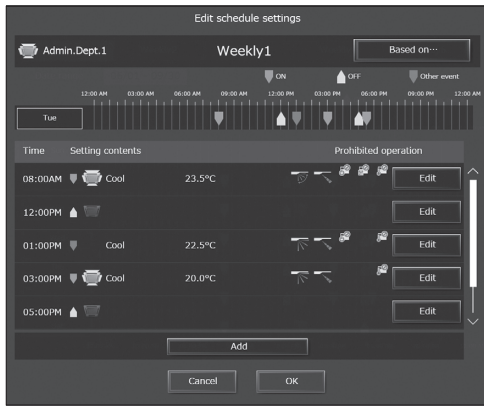 Edit schedule settings
Admin.Dept.1 Weekly1 Based on…
ON OFF Other event
12:00 AM 03:00 AM 06:00 AM 09:00 AM 12:00 PM 03:00 PM 06:00 PM 09:00 PM 12:00 AM
Tue
Time Setting contents Prohibited operation
08:00AM Cool 23.5°C Edit
12:00PM Edit
01:00PM Cool 22.5°C Edit
03:00PM Cool 20.0°C Edit
05:00PM Edit
Add
Cancel OK